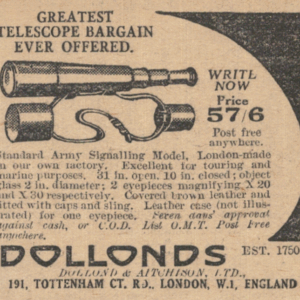 GREATEST
TELESCOPE BARGAIN
EVER OFFERED.
WRITE
NOW
Price
57/6
Post free
anywhere.
Standard Army Signalling Model, London-made
in our own factory. Excellent for touring and
marine purposes. 31 in. open, 10 in. closed; object
glass 2 in. diameter; 2 eyepieces magnifying X 20
and X 30 respectively. Covered brown leather and
fitted with caps and sling. Leather case (not illus-
trated) for one eyepiece. Seven days' approval
against cash, or C.O.D. List O.M.T. Post Free
anywhere.
DOLLONDS EST. 1750
DOLLOND & AITCHISON, LTD.,
191, TOTTENHAM CT. RD., LONDON, W.1, ENGLAND